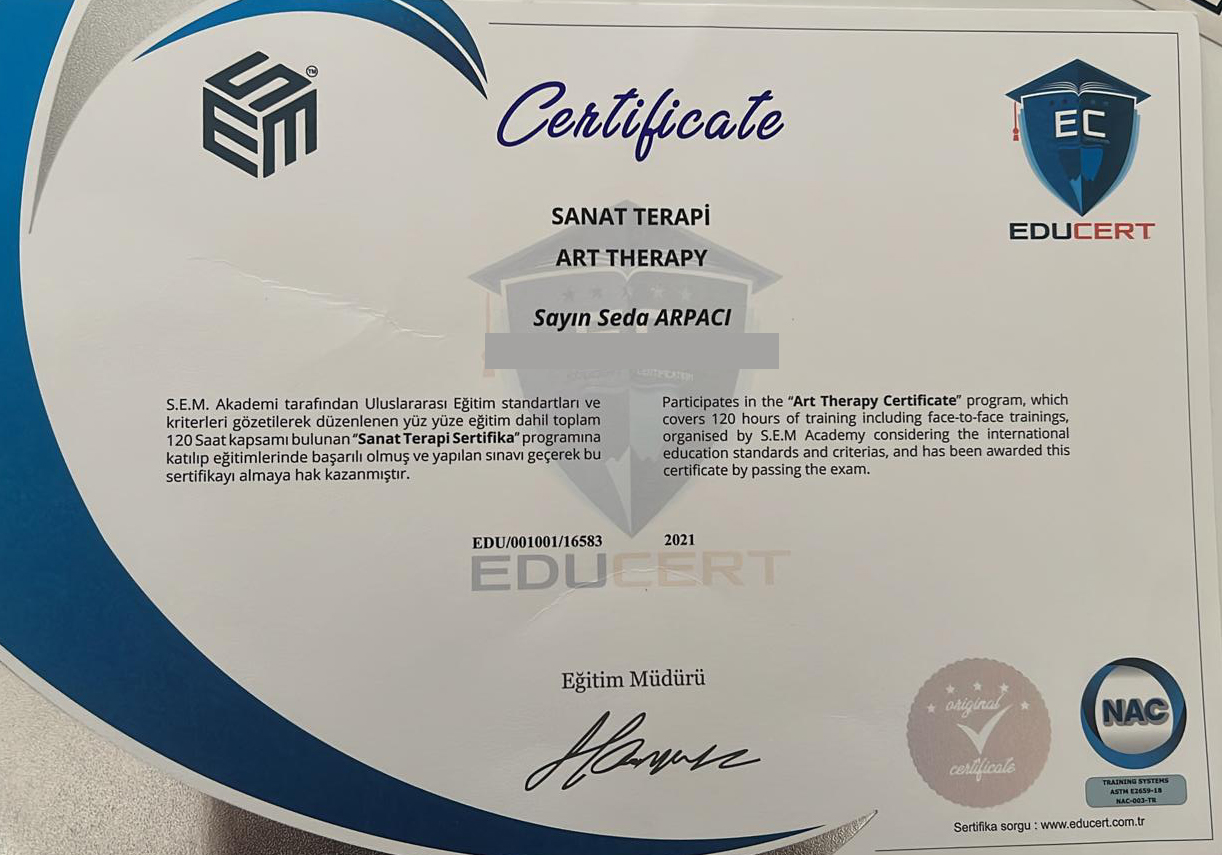 SEM
TM
Certificate
EC
EDUCERT
SANAT TERAPİ
ART THERAPY
Sayın Seda ARPACI
S.E.M. Akademi tarafından Uluslararası Eğitim standartları ve
kriterleri gözetilerek düzenlenen yüz yüze eğitim dahil toplam
120 Saat kapsamı bulunan “Sanat Terapi Sertifika” programına
katılıp eğitimlerinde başarılı olmuş ve yapılan sınavı geçerek bu
sertifikayı almaya hak kazanmıştır.
Participates in the “Art Therapy Certificate” program, which
covers 120 hours of training including face-to-face trainings,
organised by S.E.M Academy considering the international
education standards and criterias, and has been awarded this
certificate by passing the exam.
EDU/001001/16583 2021
EDUCERT
Eğitim Müdürü
original
certificate
NAC
TRAINING SYSTEMS
ASTM E2659-18
NAC-003-TR
Sertifika sorgu : www.educert.com.tr